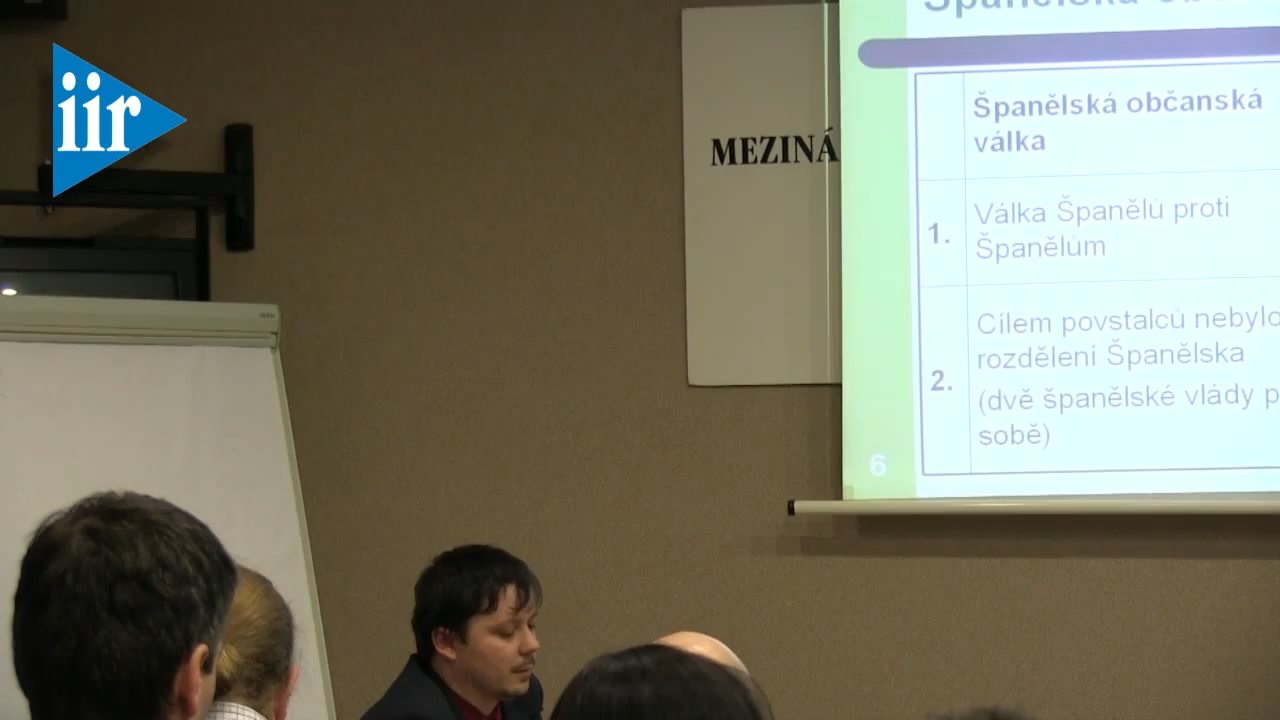 iir
MEZINÁ
Španělská
Španělská občanská
válka
1.
Válka Španělů proti
Španělům
2.
Cílem povstalců nebylo
rozdělení Španělska
(dvě španělské vlády p
sobě)
6